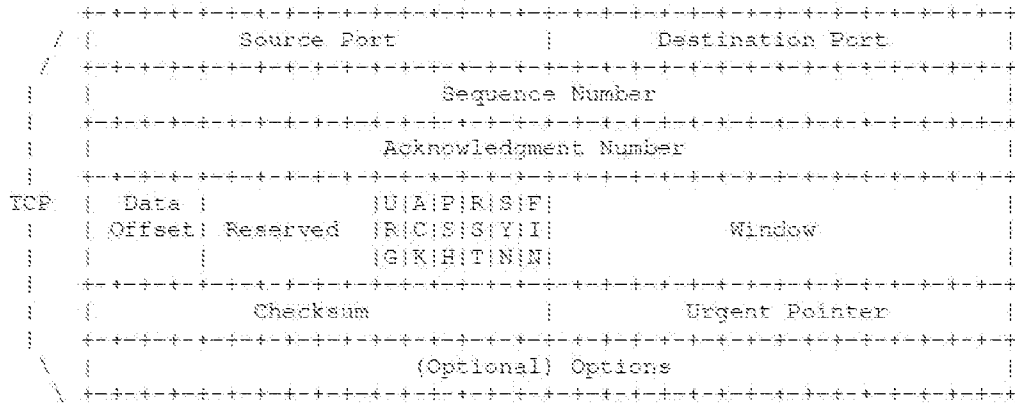 +-+-+-+-+-+-+-+-+-+-+-+-+-+-+-+-+-+-+-+-+-+-+-+-+-+-+-+-+-+-+-+-+
/ | Source Port | Destination Port |
/ +-+-+-+-+-+-+-+-+-+-+-+-+-+-+-+-+-+-+-+-+-+-+-+-+-+-+-+-+-+-+-+-+
| | Sequence Number |
| +-+-+-+-+-+-+-+-+-+-+-+-+-+-+-+-+-+-+-+-+-+-+-+-+-+-+-+-+-+-+-+-+
| | Acknowledgment Number |
| +-+-+-+-+-+-+-+-+-+-+-+-+-+-+-+-+-+-+-+-+-+-+-+-+-+-+-+-+-+-+-+-+
TCP | Data | |U|A|P|R|S|F| |
| | Offset| Reserved |R|C|S|S|Y|I| Window |
| | | |G|K|H|T|N|N| |
| +-+-+-+-+-+-+-+-+-+-+-+-+-+-+-+-+-+-+-+-+-+-+-+-+-+-+-+-+-+-+-+-+
| | Checksum | Urgent Pointer |
| +-+-+-+-+-+-+-+-+-+-+-+-+-+-+-+-+-+-+-+-+-+-+-+-+-+-+-+-+-+-+-+-+
\ | (Optional) Options |
\ +-+-+-+-+-+-+-+-+-+-+-+-+-+-+-+-+-+-+-+-+-+-+-+-+-+-+-+-+-+-+-+-+